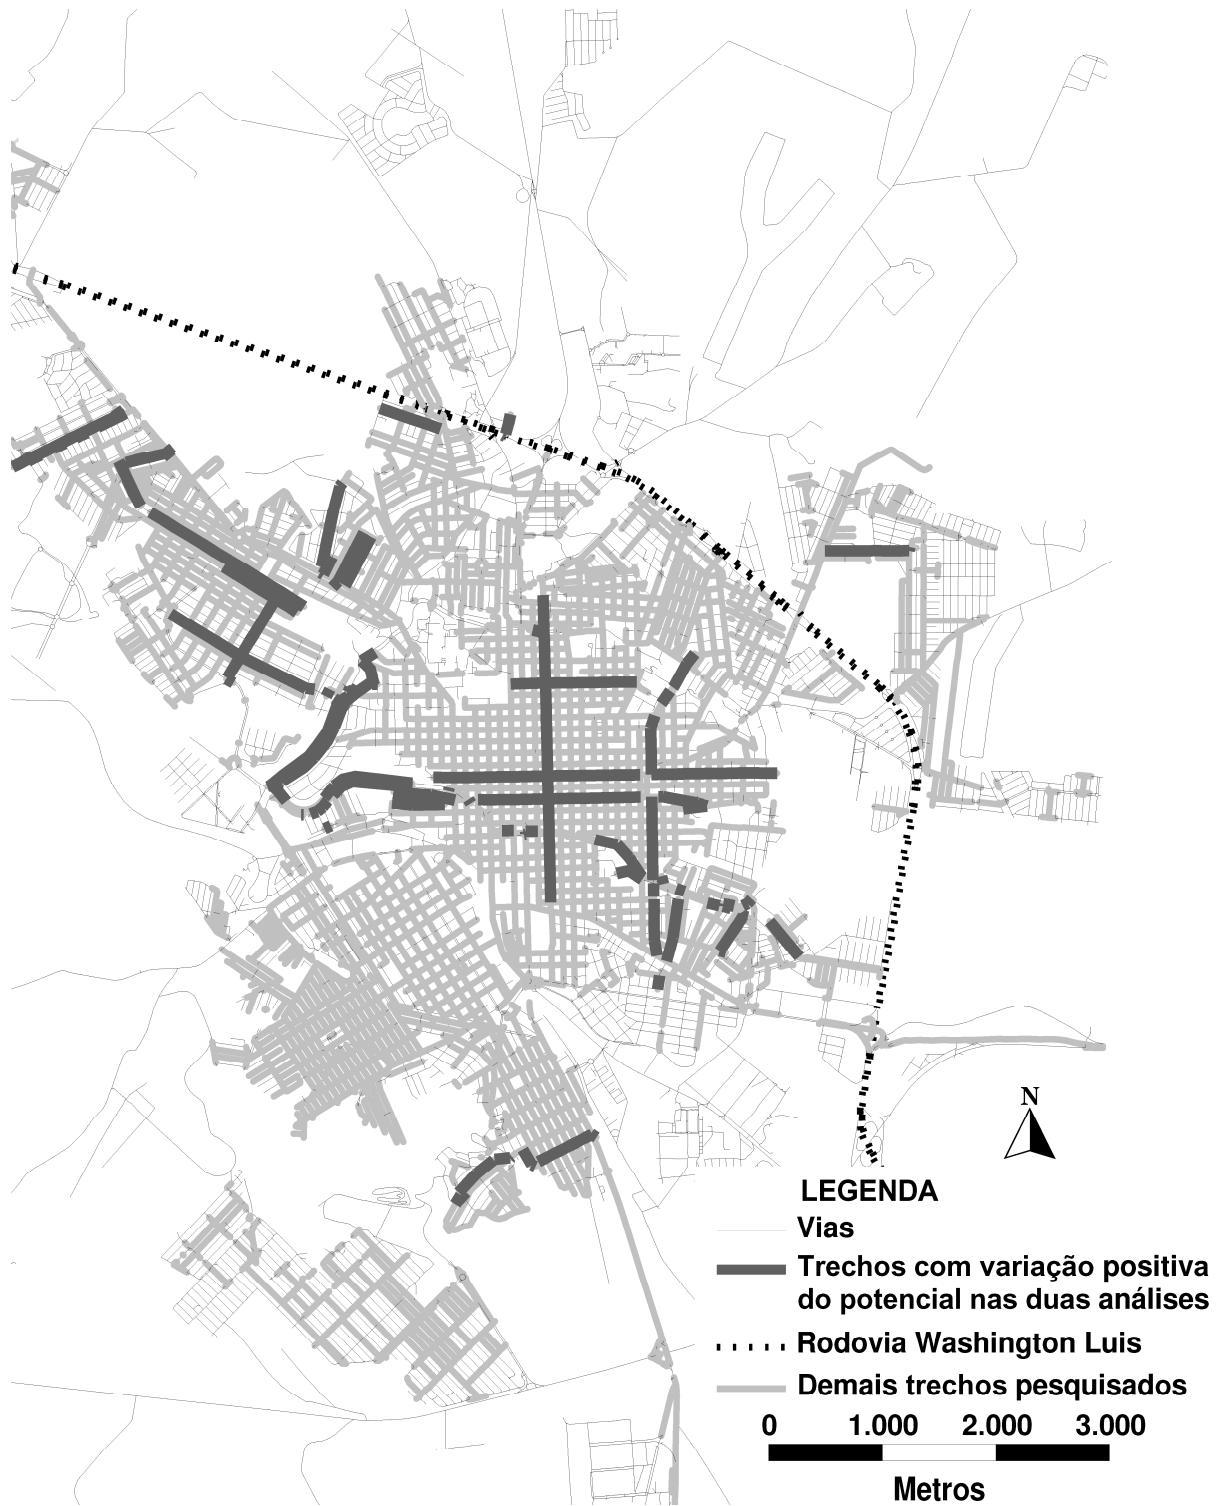 N
LEGENDA
Vias
Trechos com variação positiva
do potencial nas duas análises
Rodovia Washington Luis
Demais trechos pesquisados
0 1.000 2.000 3.000
Metros